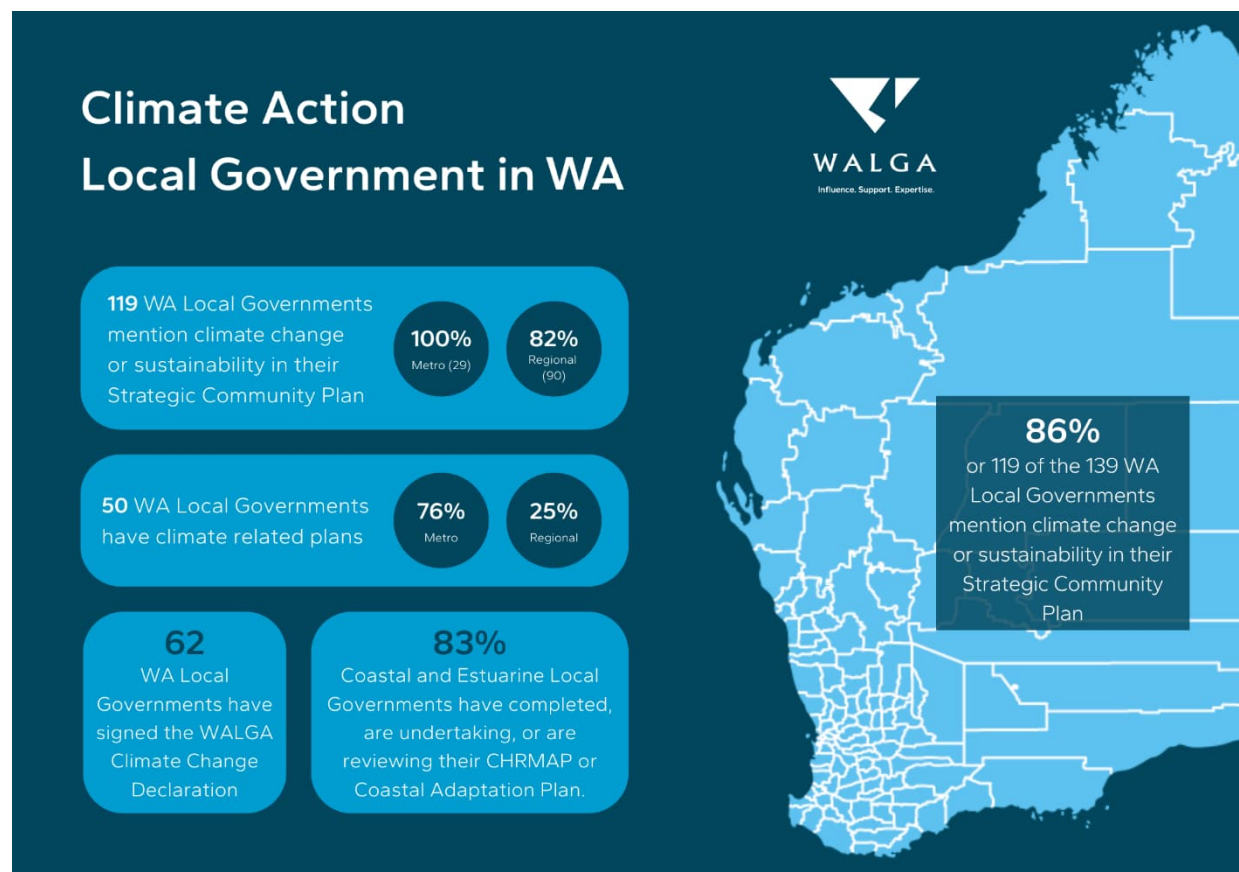 Climate Action
Local Government in WA
WALGA
Influence. Support. Expertise.
119 WA Local Governments
mention climate change
or sustainability in their
Strategic Community Plan
100%
Metro (29)
82%
Regional
(90)
50 WA Local Governments
have climate related plans
76%
Metro
25%
Regional
62
WA Local
Governments have
signed the WALGA
Climate Change
Declaration
83%
Coastal and Estuarine Local
Governments have completed,
are undertaking, or are
reviewing their CHRMAP or
Coastal Adaptation Plan.
86%
or 119 of the 139 WA
Local Governments
mention climate change
or sustainability in their
Strategic Community
Plan